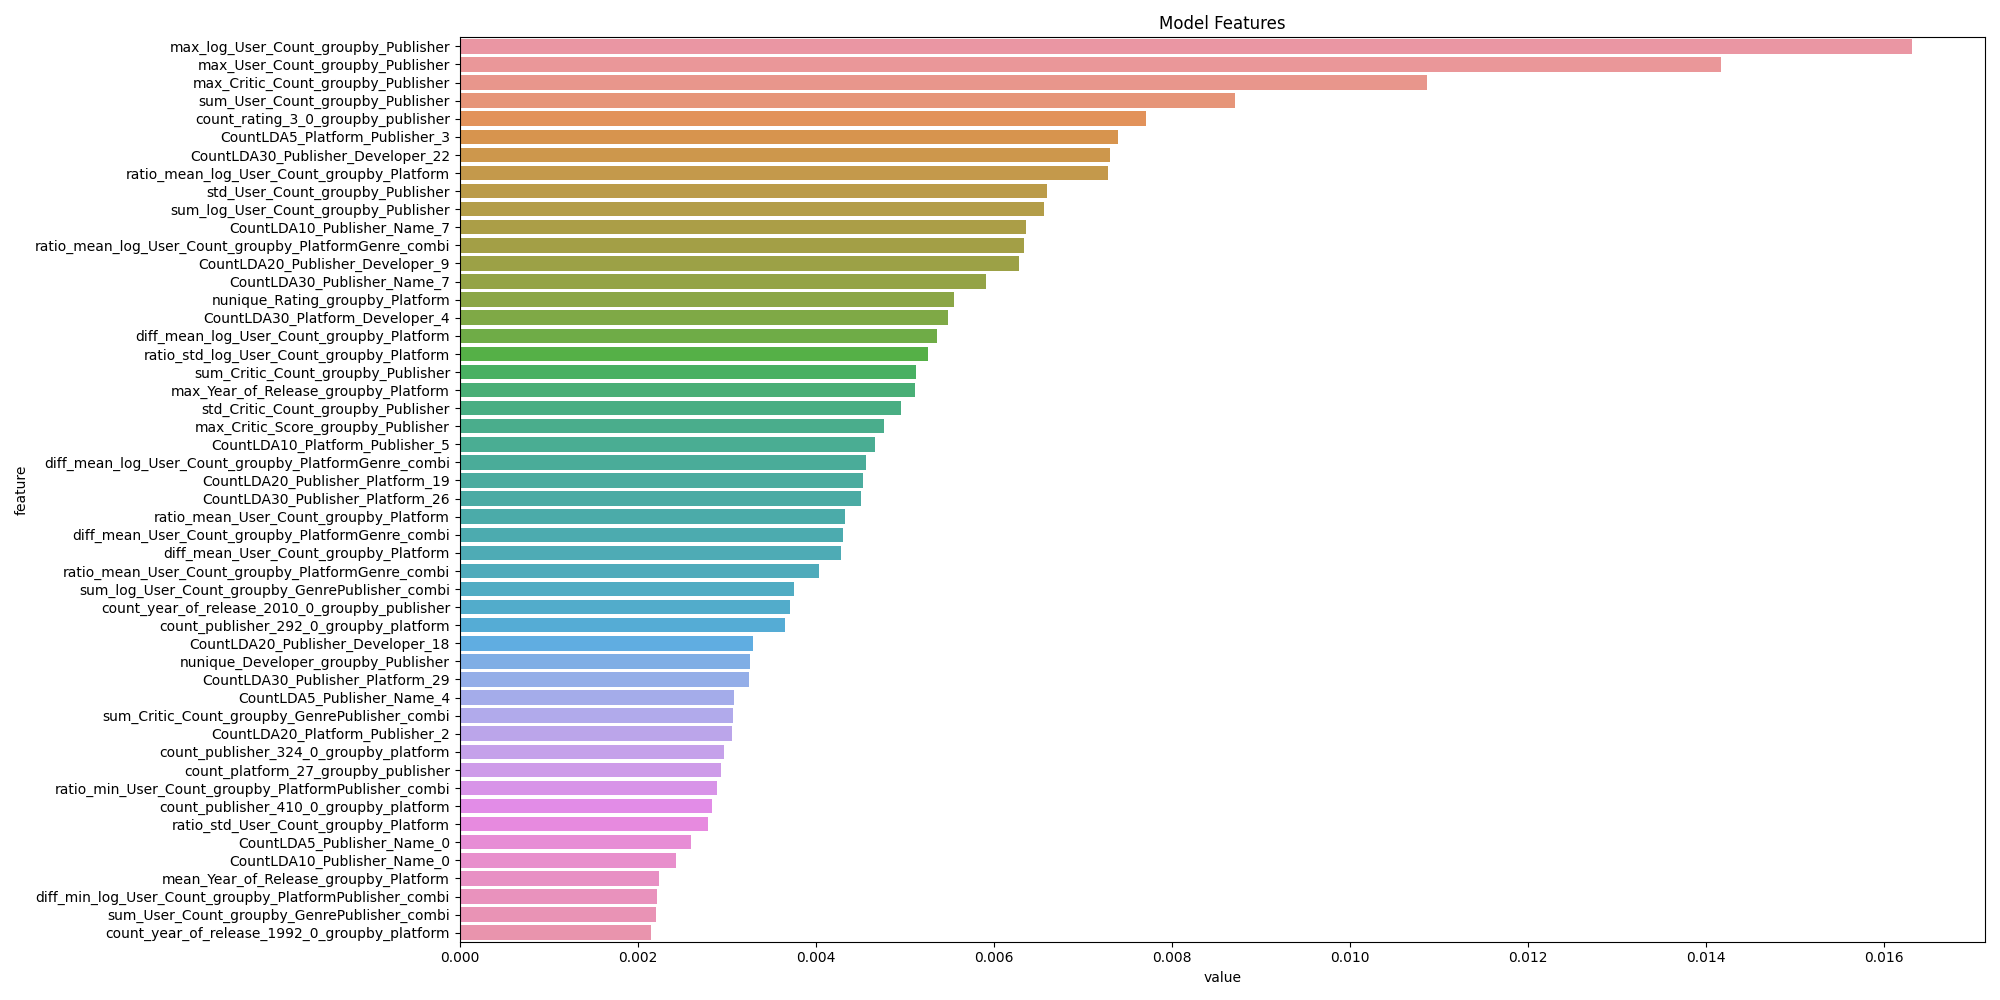 Model Features
max_log_User_Count_groupby_Publisher
max_User_Count_groupby_Publisher
max_Critic_Count_groupby_Publisher
sum_User_Count_groupby_Publisher
count_rating_3_0_groupby_publisher
CountLDA5_Platform_Publisher_3
CountLDA30_Publisher_Developer_22
ratio_mean_log_User_Count_groupby_Platform
std_User_Count_groupby_Publisher
sum_log_User_Count_groupby_Publisher
CountLDA10_Publisher_Name_7
ratio_mean_log_User_Count_groupby_PlatformGenre_combi
CountLDA20_Publisher_Developer_9
CountLDA30_Publisher_Name_7
nunique_Rating_groupby_Platform
CountLDA30_Platform_Developer_4
diff_mean_log_User_Count_groupby_Platform
ratio_std_log_User_Count_groupby_Platform
sum_Critic_Count_groupby_Publisher
max_Year_of_Release_groupby_Platform
std_Critic_Count_groupby_Publisher
max_Critic_Score_groupby_Publisher
CountLDA10_Platform_Publisher_5
diff_mean_log_User_Count_groupby_PlatformGenre_combi
CountLDA20_Publisher_Platform_19
CountLDA30_Publisher_Platform_26
ratio_mean_User_Count_groupby_Platform
diff_mean_User_Count_groupby_PlatformGenre_combi
diff_mean_User_Count_groupby_Platform
ratio_mean_User_Count_groupby_PlatformGenre_combi
sum_log_User_Count_groupby_GenrePublisher_combi
count_year_of_release_2010_0_groupby_publisher
count_publisher_292_0_groupby_platform
CountLDA20_Publisher_Developer_18
nunique_Developer_groupby_Publisher
CountLDA30_Publisher_Platform_29
CountLDA5_Publisher_Name_4
sum_Critic_Count_groupby_GenrePublisher_combi
CountLDA20_Platform_Publisher_2
count_publisher_324_0_groupby_platform
count_platform_27_groupby_publisher
ratio_min_User_Count_groupby_PlatformPublisher_combi
count_publisher_410_0_groupby_platform
ratio_std_User_Count_groupby_Platform
CountLDA5_Publisher_Name_0
CountLDA10_Publisher_Name_0
mean_Year_of_Release_groupby_Platform
diff_min_log_User_Count_groupby_PlatformPublisher_combi
sum_User_Count_groupby_GenrePublisher_combi
count_year_of_release_1992_0_groupby_platform
feature
0.000 0.002 0.004 0.006 0.008 0.010 0.012 0.014 0.016
value